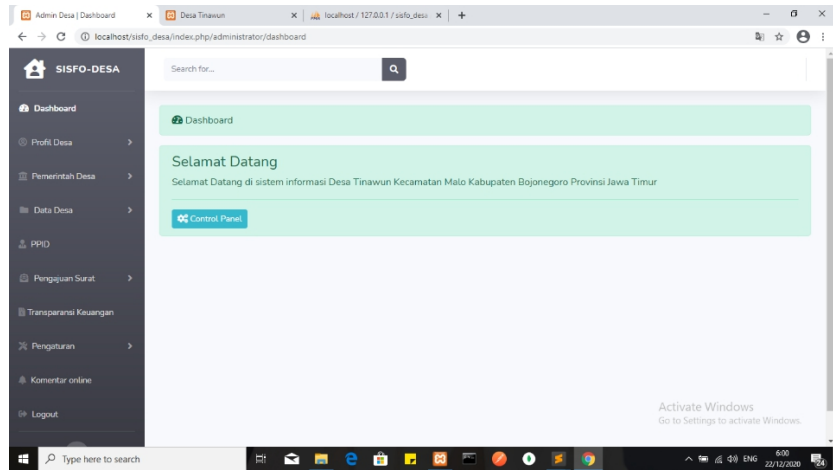 Admin Desa | Dashboard
Desa Tinawun
localhost / 127.0.0.1 / sisfo_desa
localhost/sisfo_desa/index.php/administrator/dashboard
SISFO-DESA
Search for...
Dashboard
Profil Desa
Pemerintah Desa
Data Desa
PPID
Pengajuan Surat
Transparansi Keuangan
Pengaturan
Komentar online
Logout
Dashboard
Selamat Datang
Selamat Datang di sistem informasi Desa Tinawun Kecamatan Malo Kabupaten Bojonegoro Provinsi Jawa Timur
Control Panel
Activate Windows
Go to Settings to activate Windows.
Type here to search
ENG
6:00
22/12/2020
24